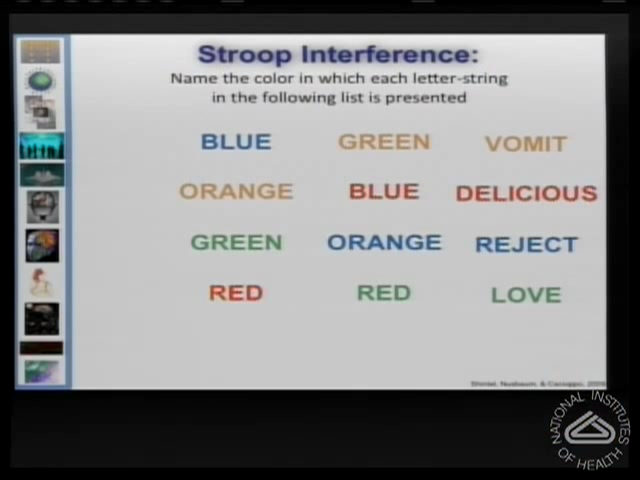 Stroop Interference:
Name the color in which each letter-string
in the following list is presented
BLUE GREEN VOMIT
ORANGE BLUE DELICIOUS
GREEN ORANGE REJECT
RED RED LOVE
NATIONAL INSTITUTES
OF HEALTH